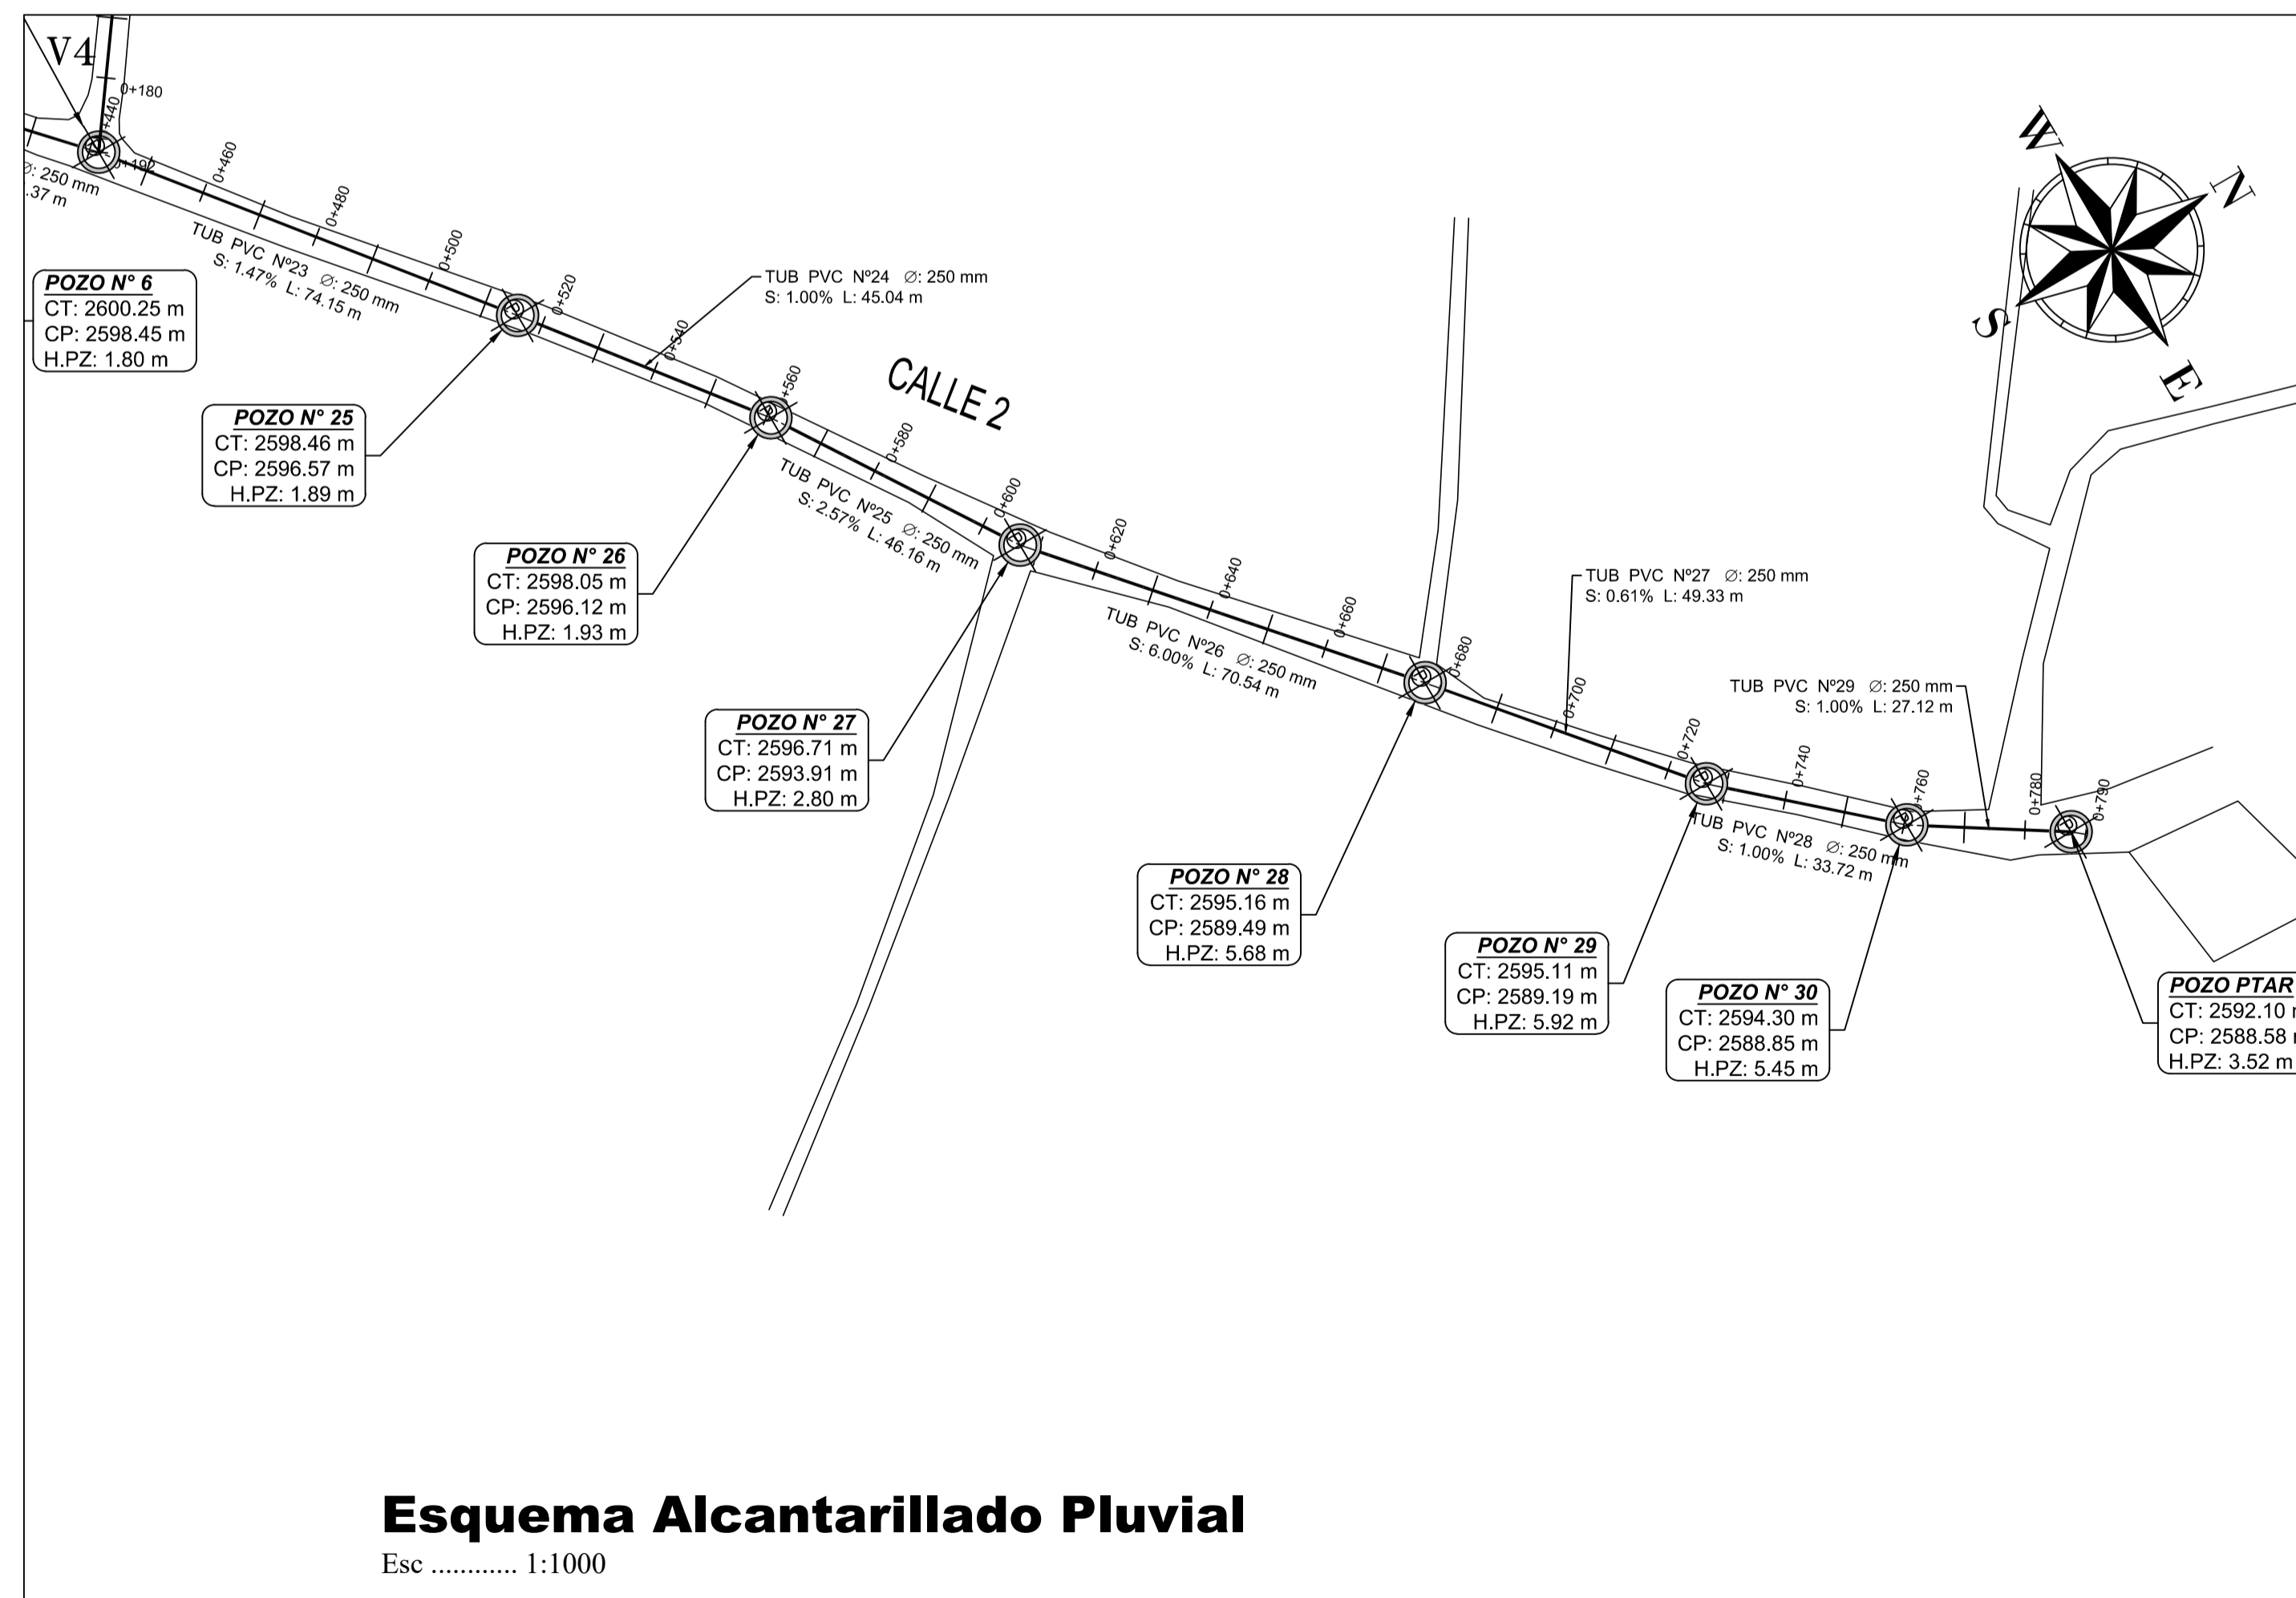 V4
0+180
0+440
0+192
0+460
0+480
0+500
0+520
0+540
0+560
0+580
0+600
0+620
0+640
0+660
0+680
0+700
0+720
0+740
0+760
0+780
0+790
Ø: 250 mm
.37 m
TUB PVC Nº23 Ø: 250 mm
S: 1.47% L: 74.15 m
TUB PVC Nº24 Ø: 250 mm
S: 1.00% L: 45.04 m
CALLE 2
TUB PVC Nº25 Ø: 250 mm
S: 2.57% L: 46.16 m
TUB PVC Nº26 Ø: 250 mm
S: 6.00% L: 70.54 m
TUB PVC Nº27 Ø: 250 mm
S: 0.61% L: 49.33 m
TUB PVC Nº28 Ø: 250 mm
S: 1.00% L: 33.72 m
TUB PVC Nº29 Ø: 250 mm
S: 1.00% L: 27.12 m
W
N
S
E
POZO N° 6
CT: 2600.25 m
CP: 2598.45 m
H.PZ: 1.80 m
POZO N° 25
CT: 2598.46 m
CP: 2596.57 m
H.PZ: 1.89 m
POZO N° 26
CT: 2598.05 m
CP: 2596.12 m
H.PZ: 1.93 m
POZO N° 27
CT: 2596.71 m
CP: 2593.91 m
H.PZ: 2.80 m
POZO N° 28
CT: 2595.16 m
CP: 2589.49 m
H.PZ: 5.68 m
POZO N° 29
CT: 2595.11 m
CP: 2589.19 m
H.PZ: 5.92 m
POZO N° 30
CT: 2594.30 m
CP: 2588.85 m
H.PZ: 5.45 m
POZO PTAR
CT: 2592.10
CP: 2588.58
H.PZ: 3.52 m
Esquema Alcantarillado Pluvial
Esc ............ 1:1000